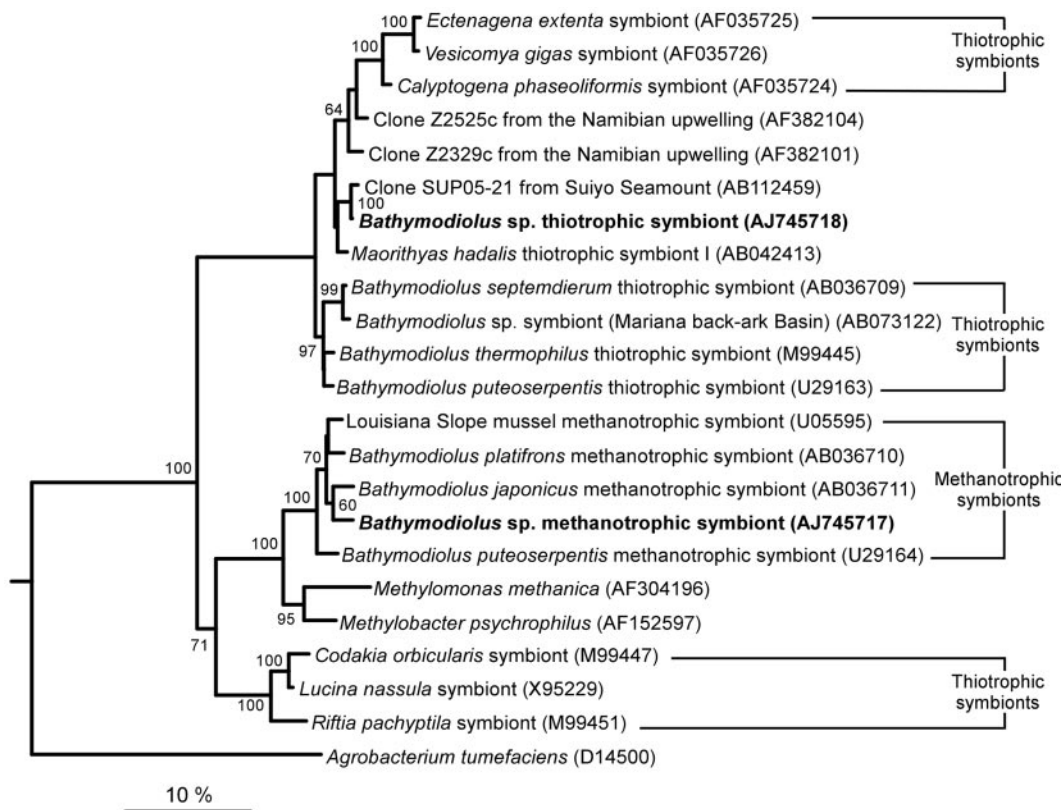 100
Ectenagena extenta symbiont (AF035725)
100
Vesicomya gigas symbiont (AF035726)
Thiotrophic
symbionts
Calyptogena phaseoliformis symbiont (AF035724)
64
Clone Z2525c from the Namibian upwelling (AF382104)
Clone Z2329c from the Namibian upwelling (AF382101)
Clone SUP05-21 from Suiyo Seamount (AB112459)
100
Bathymodiolus sp. thiotrophic symbiont (AJ745718)
Maorithyas hadalis thiotrophic symbiont I (AB042413)
99
Bathymodiolus septemdierum thiotrophic symbiont (AB036709)
Bathymodiolus sp. symbiont (Mariana back-ark Basin) (AB073122)
Thiotrophic
symbionts
97
Bathymodiolus thermophilus thiotrophic symbiont (M99445)
Bathymodiolus puteoserpentis thiotrophic symbiont (U29163)
Louisiana Slope mussel methanotrophic symbiont (U05595)
70
Bathymodiolus platifrons methanotrophic symbiont (AB036710)
100
Methanotrophic
symbionts
100
Bathymodiolus japonicus methanotrophic symbiont (AB036711)
60
Bathymodiolus sp. methanotrophic symbiont (AJ745717)
100
Bathymodiolus puteoserpentis methanotrophic symbiont (U29164)
Methylomonas methanica (AF304196)
95
Methylobacter psychrophilus (AF152597)
71
100
Codakia orbicularis symbiont (M99447)
Lucina nassula symbiont (X95229)
Thiotrophic
symbionts
100
Riftia pachyptila symbiont (M99451)
Agrobacterium tumefaciens (D14500)
10 %